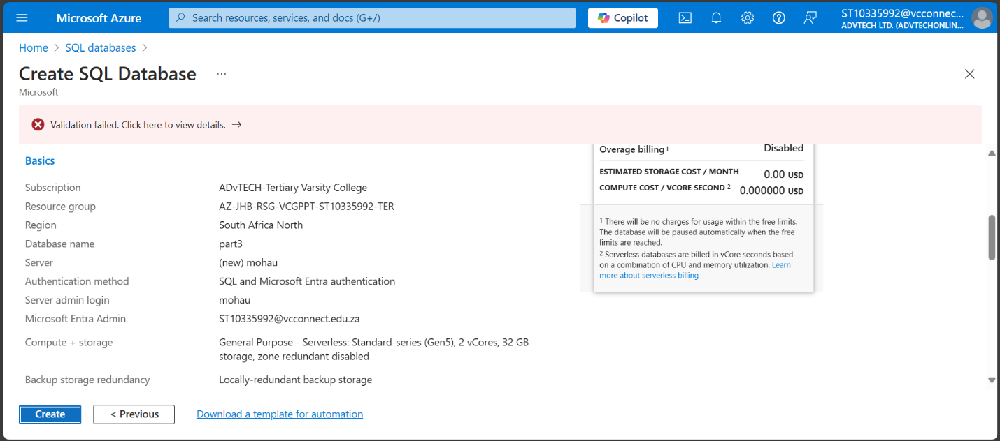 Microsoft Azure
Search resources, services, and docs (G+/)
Copilot
ST10335992@vcconnec...
ADVTECH LTD. (ADVTECHONLIN...
Home > SQL databases >
Create SQL Database ...
Microsoft
Validation failed. Click here to view details. →
Basics
Subscription ADvTECH-Tertiary Varsity College
Resource group AZ-JHB-RSG-VCGPPT-ST10335992-TER
Region South Africa North
Database name part3
Server (new) mohau
Authentication method SQL and Microsoft Entra authentication
Server admin login mohau
Microsoft Entra Admin ST10335992@vcconnect.edu.za
Compute + storage General Purpose - Serverless: Standard-series (Gen5), 2 vCores, 32 GB
storage, zone redundant disabled
Backup storage redundancy Locally-redundant backup storage
Overage billing ¹ Disabled
ESTIMATED STORAGE COST / MONTH 0.00 USD
COMPUTE COST / VCORE SECOND ² 0.000000 USD
¹ There will be no charges for usage within the free limits.
The database will be paused automatically when the free
limits are reached.
² Serverless databases are billed in vCore seconds based
on a combination of CPU and memory utilization. Learn
more about serverless billing
Create
< Previous
Download a template for automation